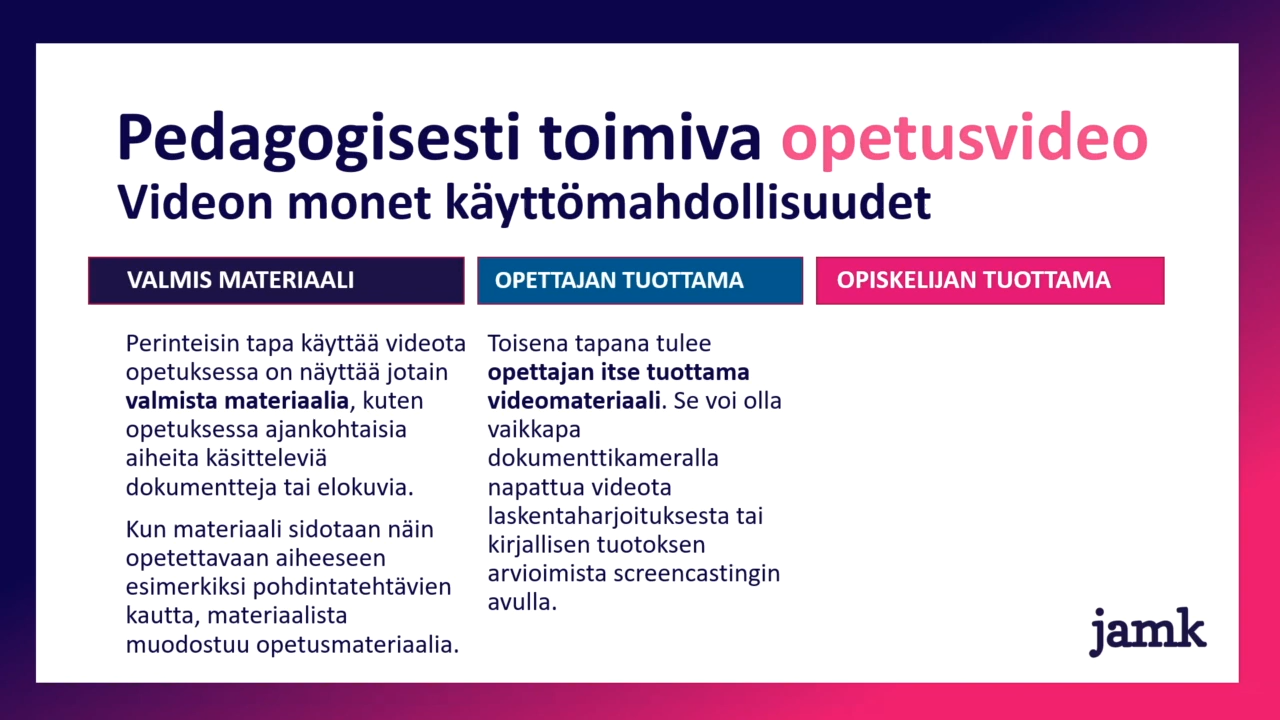 Pedagogisesti toimiva opetusvideo
Videon monet käyttömahdollisuudet
VALMIS MATERIAALI
Perinteisin tapa käyttää videota
opetuksessa on näyttää jotain
valmista materiaalia, kuten
opetuksessa ajankohtaisia
aiheita käsitteleviä
dokumentteja tai elokuvia.
Kun materiaali sidotaan näin
opetettavaan aiheeseen
esimerkiksi pohdintatehtävien
kautta, materiaalista
muodostuu opetusmateriaalia.
OPETTAJAN TUOTTAMA
Toisena tapana tulee
opettajan itse tuottama
videomateriaali. Se voi olla
vaikkapa
dokumenttikameralla
napattua videota
laskentaharjoituksesta tai
kirjallisen tuotoksen
arvioimista screencastingin
avulla.
OPISKELIJAN TUOTTAMA
jamk